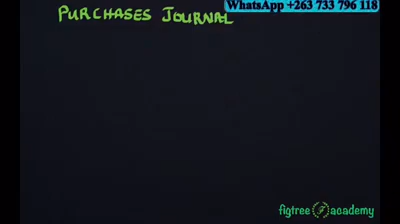 WhatsApp +263 733 796 118
PURCHASES JOURNAL
figtree academy